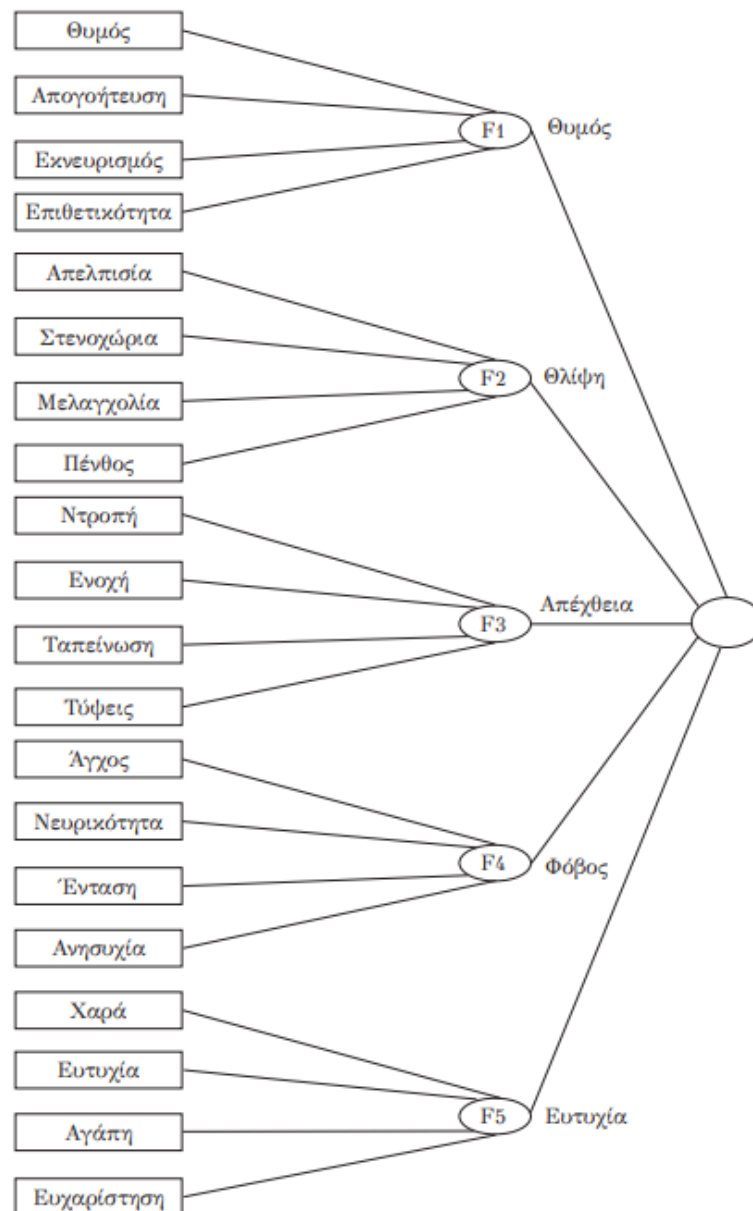 Θυμός
Απογοήτευση
Εκνευρισμός
Επιθετικότητα
F1 Θυμός
Απελπισία
Στενοχώρια
Μελαγχολία
Πένθος
F2 Θλίψη
Ντροπή
Ενοχή
Ταπείνωση
Τύψεις
F3 Απέχθεια
Άγχος
Νευρικότητα
Ένταση
Ανησυχία
F4 Φόβος
Χαρά
Ευτυχία
Αγάπη
Ευχαρίστηση
F5 Ευτυχία